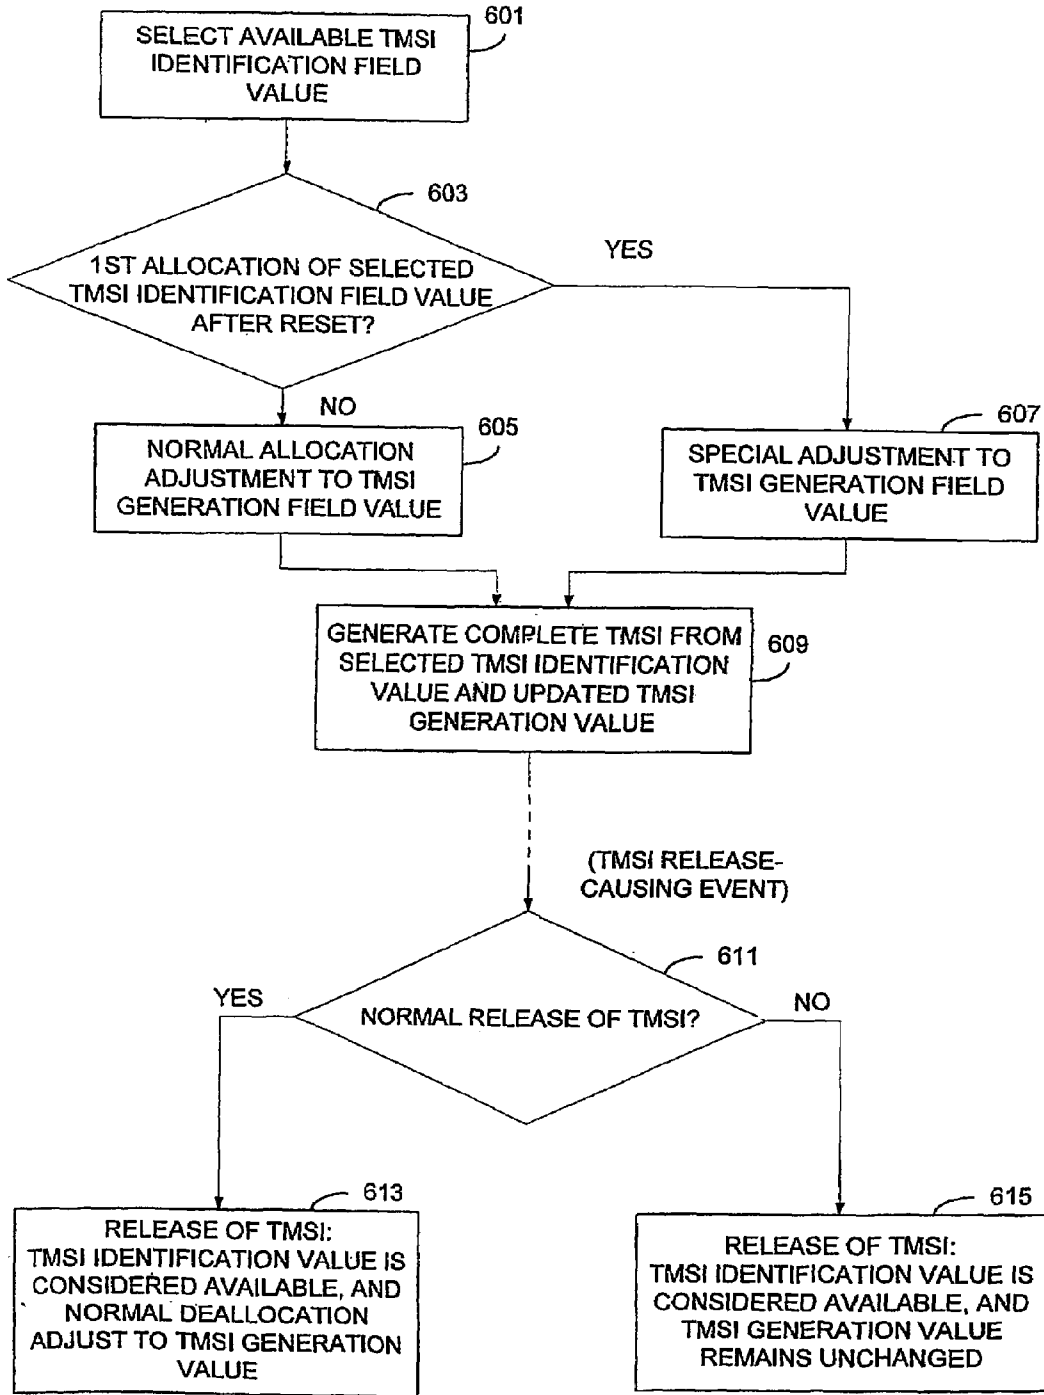 601
SELECT AVAILABLE TMSI
IDENTIFICATION FIELD
VALUE
603
YES
1ST ALLOCATION OF SELECTED
TMSI IDENTIFICATION FIELD VALUE
AFTER RESET?
NO
605
NORMAL ALLOCATION
ADJUSTMENT TO TMSI
GENERATION FIELD VALUE
607
SPECIAL ADJUSTMENT TO
TMSI GENERATION FIELD
VALUE
GENERATE COMPLETE TMSI FROM
SELECTED TMSI IDENTIFICATION
VALUE AND UPDATED TMSI
GENERATION VALUE
609
(TMSI RELEASE-
CAUSING EVENT)
611
YES
NO
NORMAL RELEASE OF TMSI?
613
RELEASE OF TMSI:
TMSI IDENTIFICATION VALUE IS
CONSIDERED AVAILABLE, AND
NORMAL DEALLOCATION
ADJUST TO TMSI GENERATION
VALUE
615
RELEASE OF TMSI:
TMSI IDENTIFICATION VALUE IS
CONSIDERED AVAILABLE, AND
TMSI GENERATION VALUE
REMAINS UNCHANGED